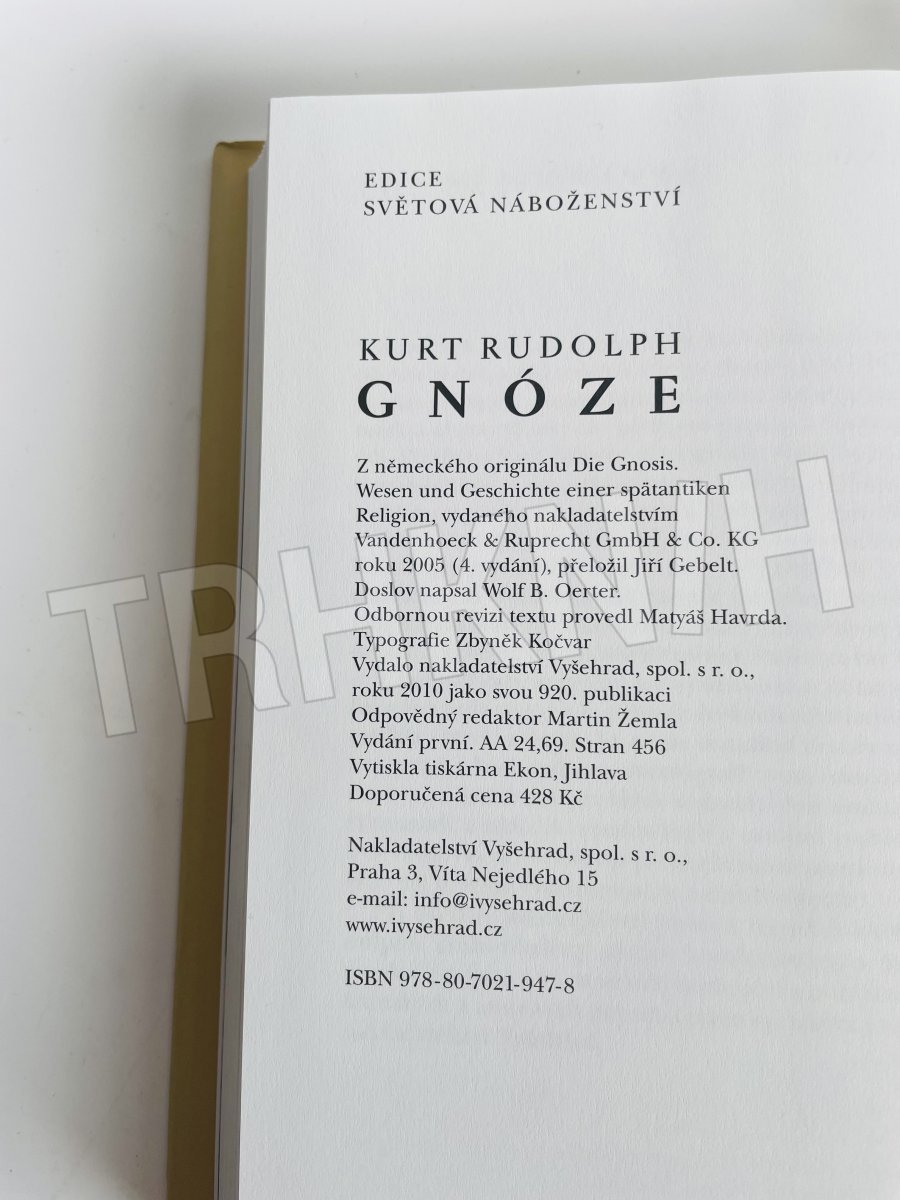 EDICE
SVĚTOVÁ NÁBOŽENSTVÍ
KURT RUDOLPH
GNÓZE
Z německého originálu Die Gnosis.
Wesen und Geschichte einer spätantiken
Religion, vydaného nakladatelstvím
Vandenhoeck & Ruprecht GmbH & Co. KG
roku 2005 (4. vydání), přeložil Jiří Gebelt.
Doslov napsal Wolf B. Oerter.
Odbornou revizi textu provedl Matyáš Havrda.
Typografie Zbyněk Kočvar
Vydalo nakladatelství Vyšehrad, spol. s r. o.,
roku 2010 jako svou 920. publikaci
Odpovědný redaktor Martin Žemla
Vydání první. AA 24,69. Stran 456
Vytiskla tiskárna Ekon, Jihlava
Doporučená cena 428 Kč
Nakladatelství Vyšehrad, spol. s r. o.,
Praha 3, Víta Nejedlého 15
e-mail: info@ivysehrad.cz
www.ivysehrad.cz
ISBN 978-80-7021-947-8
TRHKNIH